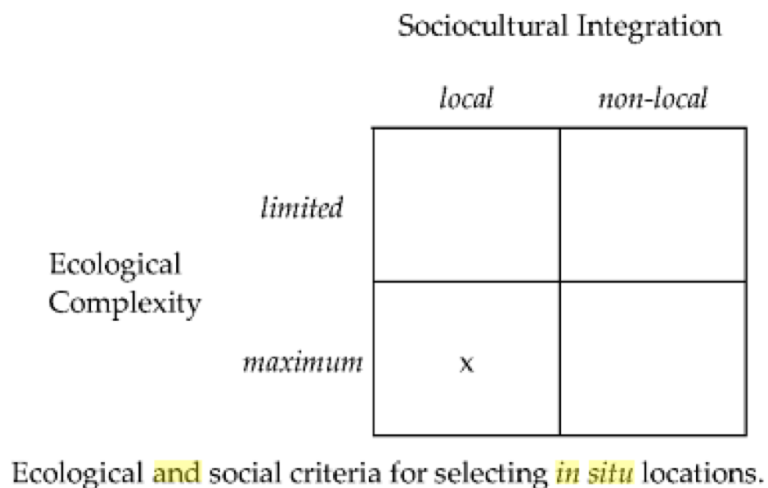 Sociocultural Integration
local non-local
limited
Ecological
Complexity
maximum x
Ecological and social criteria for selecting in situ locations.